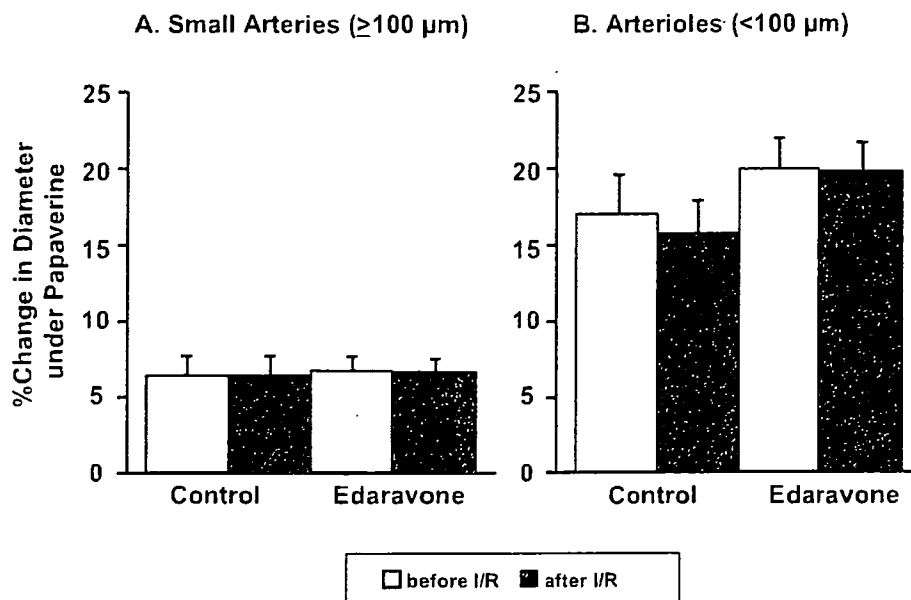 A. Small Arteries (≥100 µm)
B. Arterioles (<100 µm)
%Change in Diameter
under Papaverine
25
20
15
10
5
0
Control
Edaravone
25
20
15
10
5
0
Control
Edaravone
before I/R
after I/R